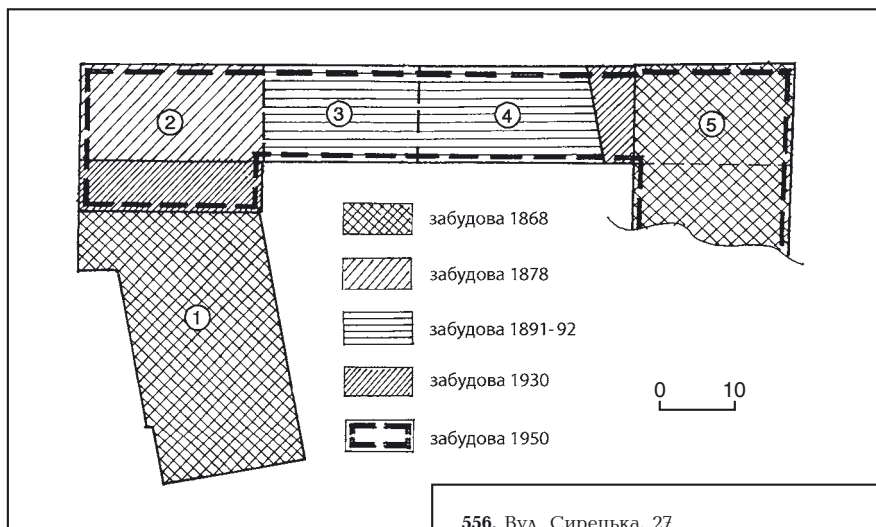 2
3
4
5
1
забудова 1868
забудова 1878
забудова 1891-92
забудова 1930
забудова 1950
0 10
556. Вул. Сирецька, 27